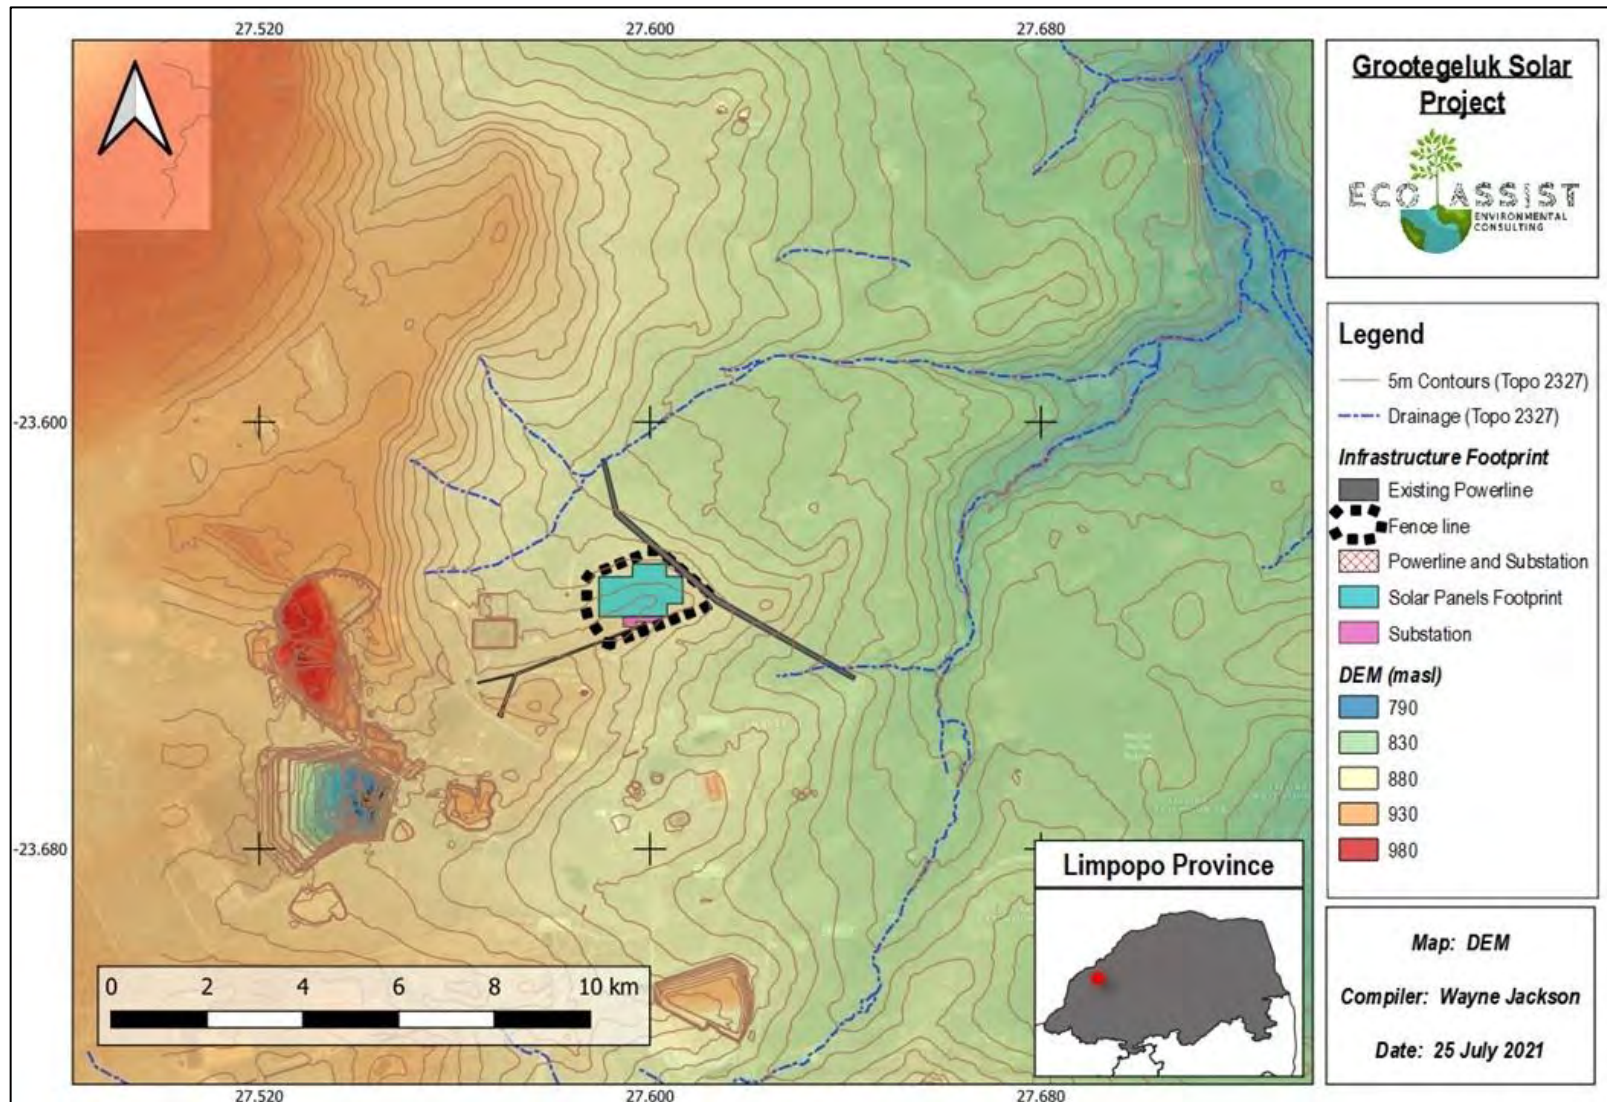 27.520
27.600
27.680
-23.600
-23.680
27.520
27.600
27.680
0 2 4 6 8 10 km
Limpopo Province
Grootegeluk Solar
Project
ECO ASSIST
ENVIRONMENTAL
CONSULTING
Legend
5m Contours (Topo 2327)
Drainage (Topo 2327)
Infrastructure Footprint
Existing Powerline
Fence line
Powerline and Substation
Solar Panels Footprint
Substation
DEM (masl)
790
830
880
930
980
Map: DEM
Compiler: Wayne Jackson
Date: 25 July 2021